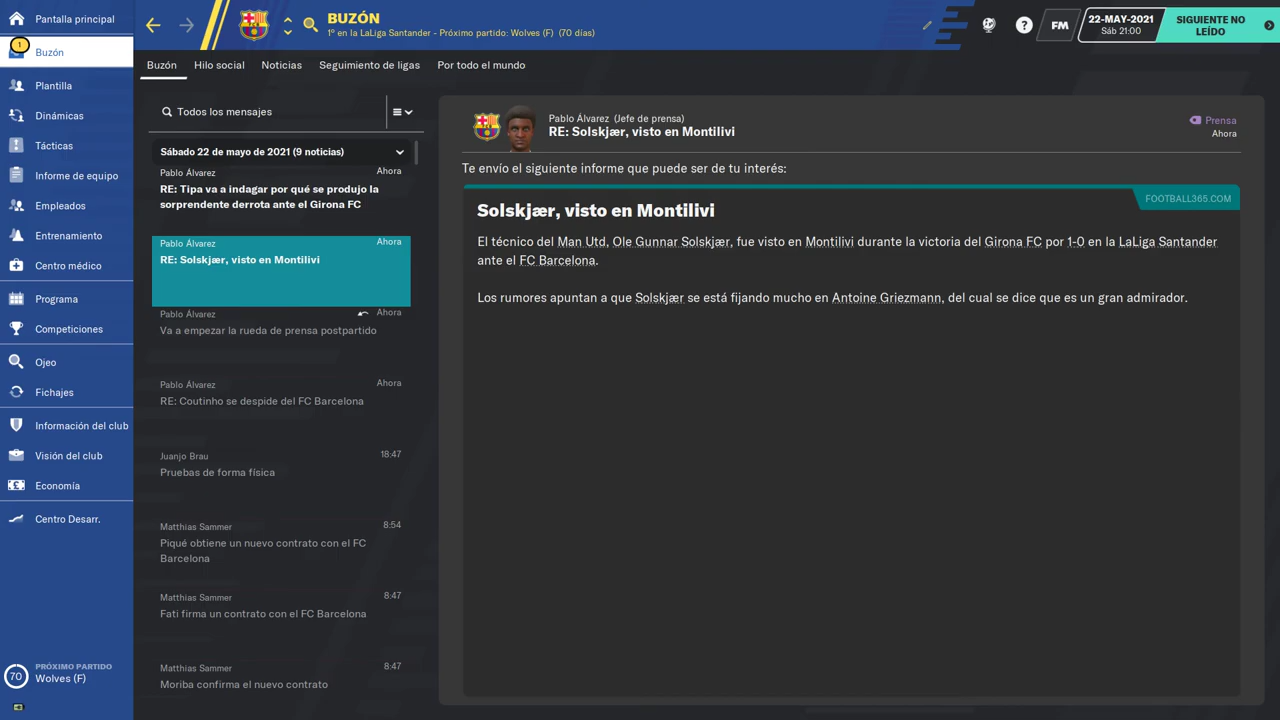 Pantalla principal
1
Buzón
Plantilla
Dinámicas
Tácticas
Informe de equipo
Empleados
Entrenamiento
Centro médico
Programa
Competiciones
Ojeo
Fichajes
Información del club
Visión del club
Economía
Centro Desarr.
70
PRÓXIMO PARTIDO
Wolves (F)
BUZÓN
1º en la LaLiga Santander - Próximo partido: Wolves (F) (70 días)
?
FM
22-MAY-2021
Sáb 21:00
SIGUIENTE NO
LEÍDO
Buzón Hilo social Noticias Seguimiento de ligas Por todo el mundo
Todos los mensajes
Sábado 22 de mayo de 2021 (9 noticias)
Pablo Álvarez Ahora
RE: Tipa va a indagar por qué se produjo la
sorprendente derrota ante el Girona FC
Pablo Álvarez Ahora
RE: Solskjær, visto en Montilivi
Pablo Álvarez Ahora
Va a empezar la rueda de prensa postpartido
Pablo Álvarez Ahora
RE: Coutinho se despide del FC Barcelona
Juanjo Brau 18:47
Pruebas de forma física
Matthias Sammer 8:54
Piqué obtiene un nuevo contrato con el FC
Barcelona
Matthias Sammer 8:47
Fati firma un contrato con el FC Barcelona
Matthias Sammer 8:47
Moriba confirma el nuevo contrato
Pablo Álvarez (Jefe de prensa)
RE: Solskjær, visto en Montilivi
Prensa
Ahora
Te envío el siguiente informe que puede ser de tu interés:
FOOTBALL365.COM
Solskjær, visto en Montilivi
El técnico del Man Utd, Ole Gunnar Solskjær, fue visto en Montilivi durante la victoria del Girona FC por 1-0 en la LaLiga Santander
ante el FC Barcelona.
Los rumores apuntan a que Solskjær se está fijando mucho en Antoine Griezmann, del cual se dice que es un gran admirador.